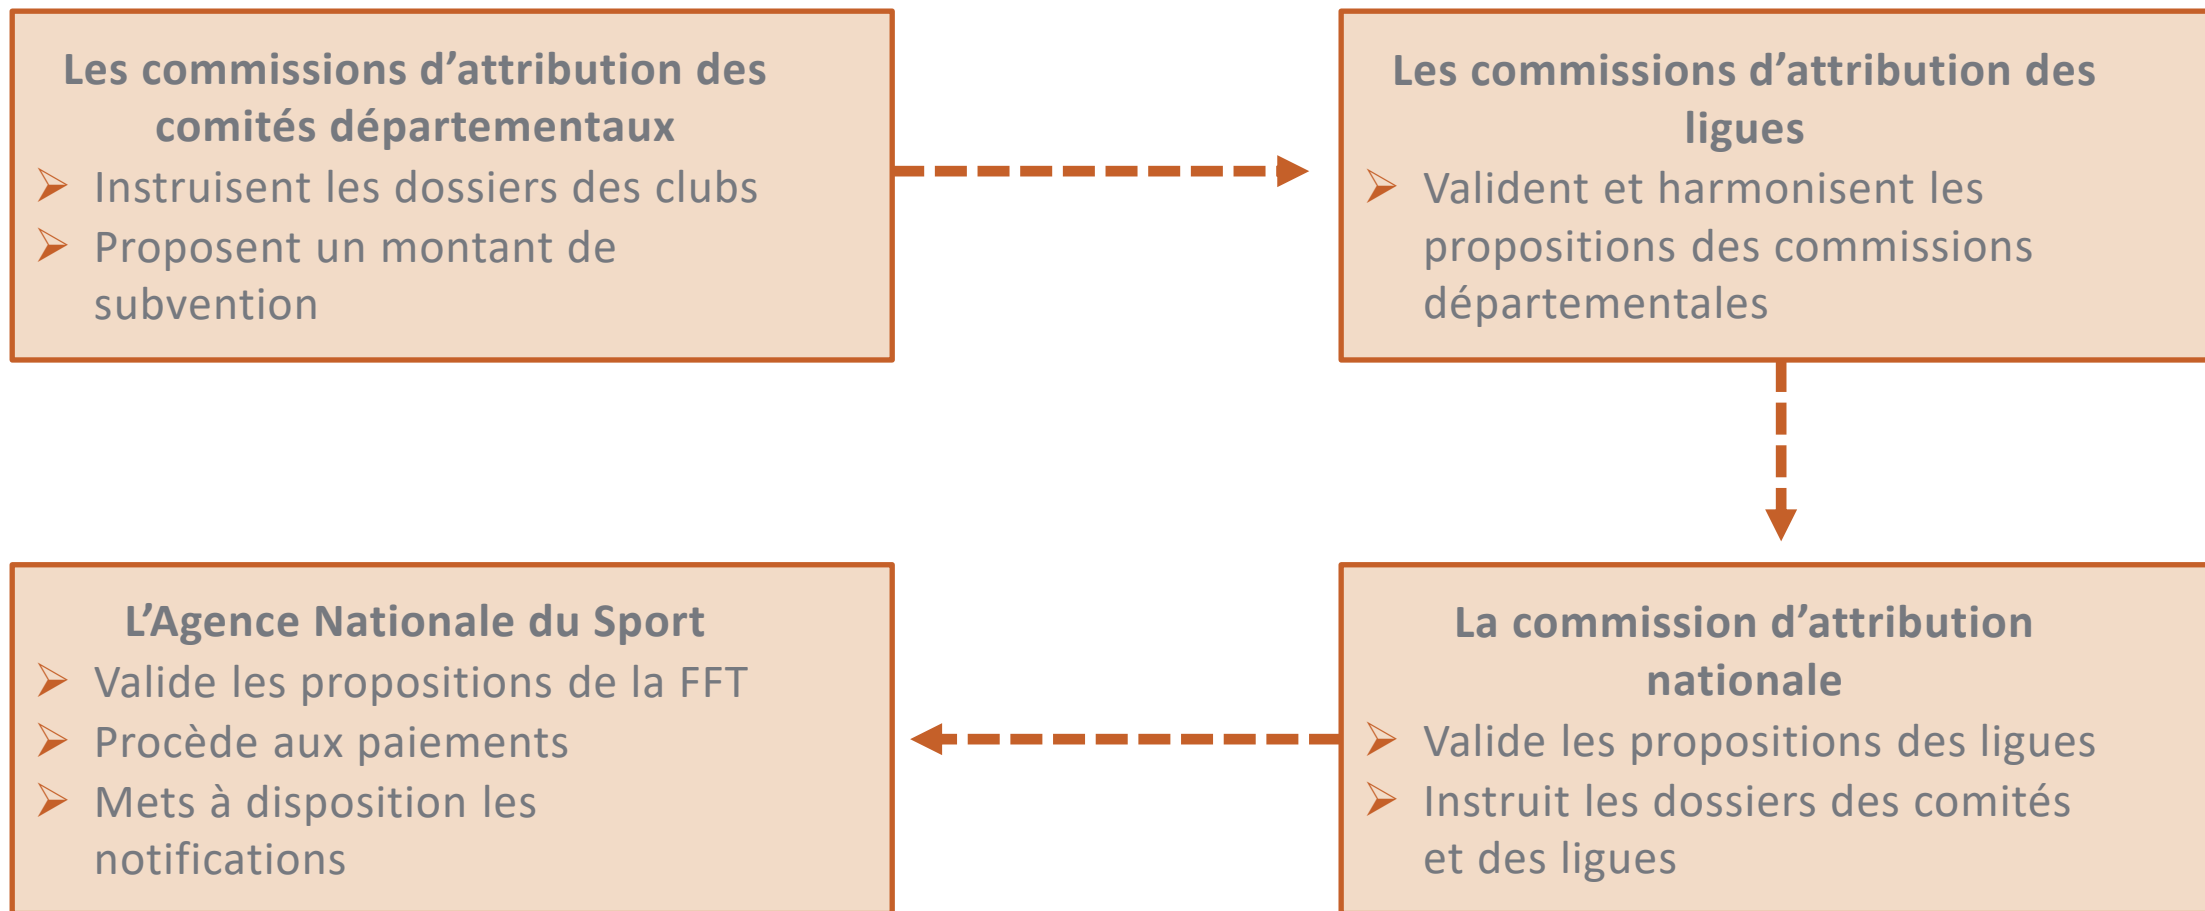 Les commissions d’attribution des
comités départementaux
➢ Instruisent les dossiers des clubs
➢ Proposent un montant de
subvention
Les commissions d’attribution des
ligues
➢ Valident et harmonisent les
propositions des commissions
départementales
L’Agence Nationale du Sport
➢ Valide les propositions de la FFT
➢ Procède aux paiements
➢ Mets à disposition les
notifications
La commission d’attribution
nationale
➢ Valide les propositions des ligues
➢ Instruit les dossiers des comités
et des ligues